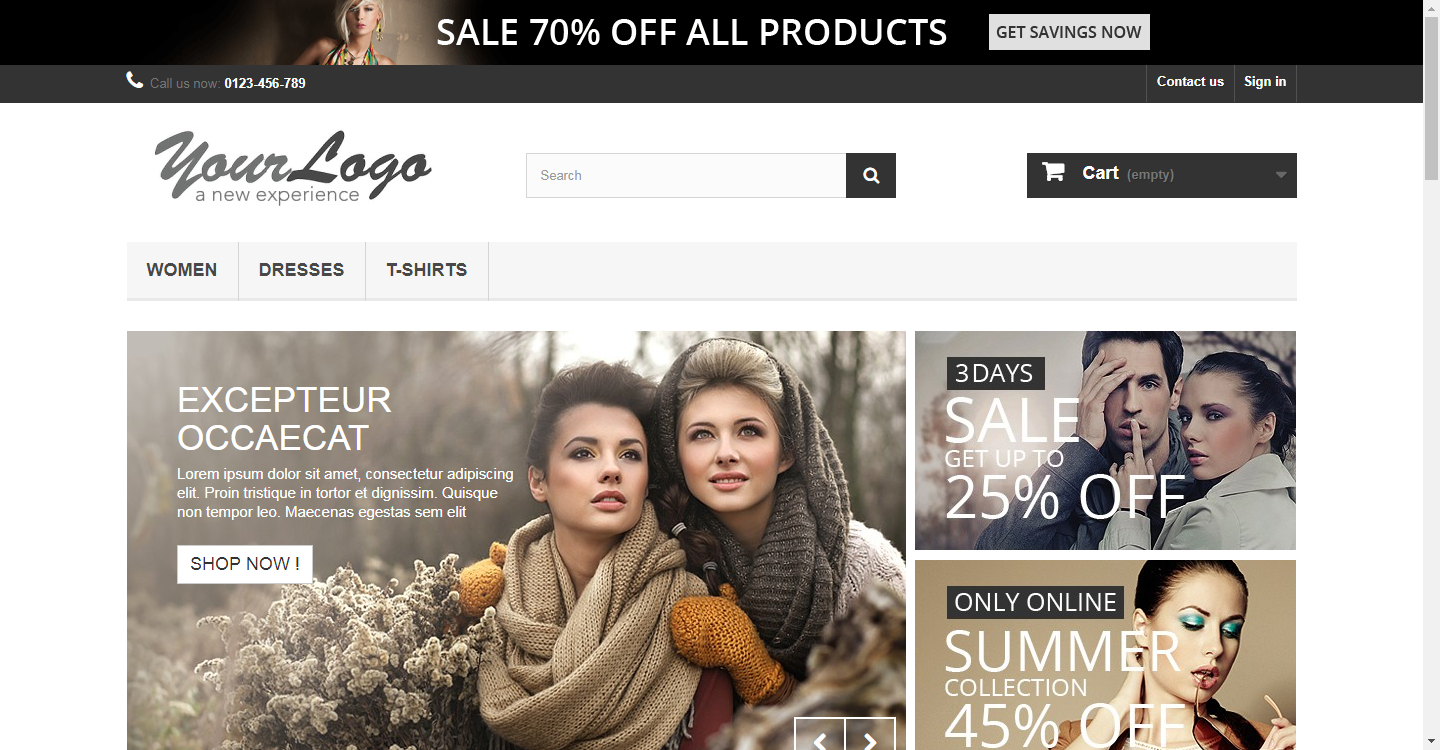 SALE 70% OFF ALL PRODUCTS
GET SAVINGS NOW
Call us now: 0123-456-789
Contact us
Sign in
YourLogo
a new experience
Search
Cart (empty)
WOMEN
DRESSES
T-SHIRTS
EXCEPTEUR
OCCAECAT
Lorem ipsum dolor sit amet, consectetur adipiscing
elit. Proin tristique in tortor et dignissim. Quisque
non tempor leo. Maecenas egestas sem elit
SHOP NOW !
3DAYS
SALE
GET UP TO
25% OFF
ONLY ONLINE
SUMMER
COLLECTION
45% OFF